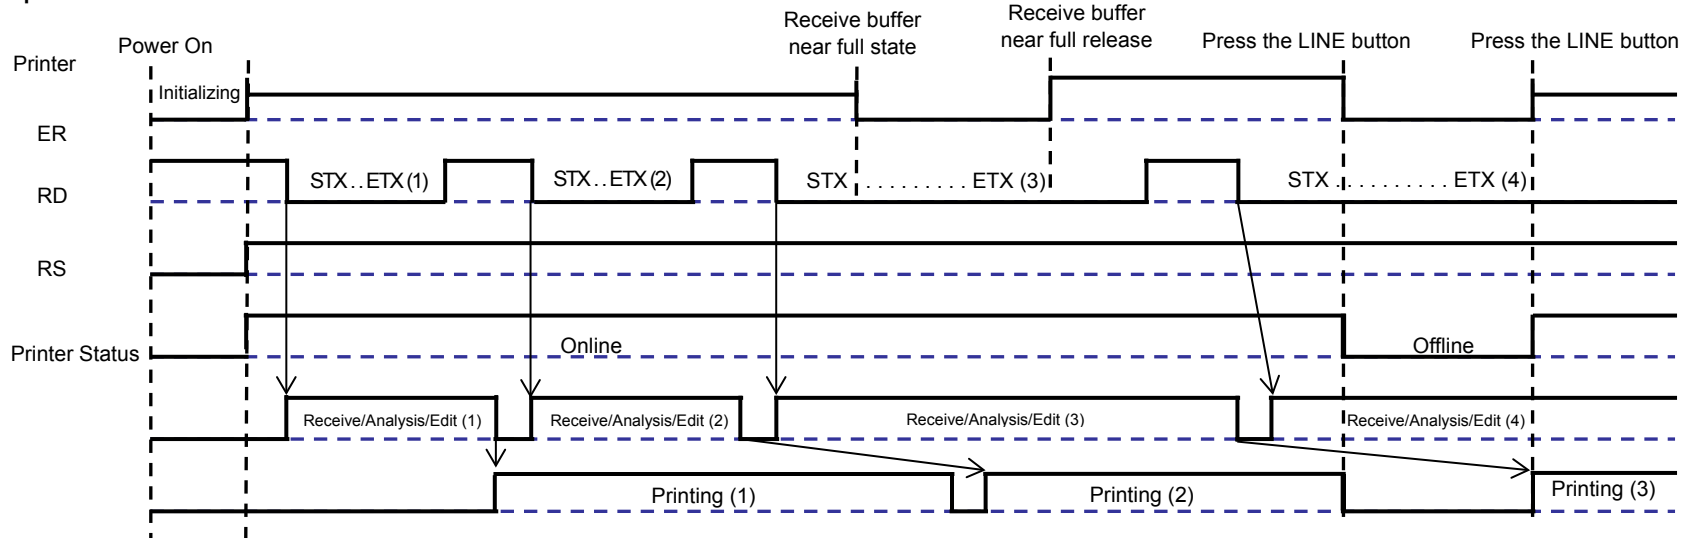 Receive buffer
near full state
Receive buffer
near full release
Power On
Press the LINE button
Press the LINE button
Printer
Initializing
ER
STX..ETX(1)
STX..ETX(2)
STX.........ETX (3)
STX..........ETX (4)
RD
RS
Printer Status
Online
Offline
Receive/Analysis/Edit (1)
Receive/Analysis/Edit (2)
Receive/Analysis/Edit (3)
Receive/Analysis/Edit (4)
Printing (1)
Printing (2)
Printing (3)